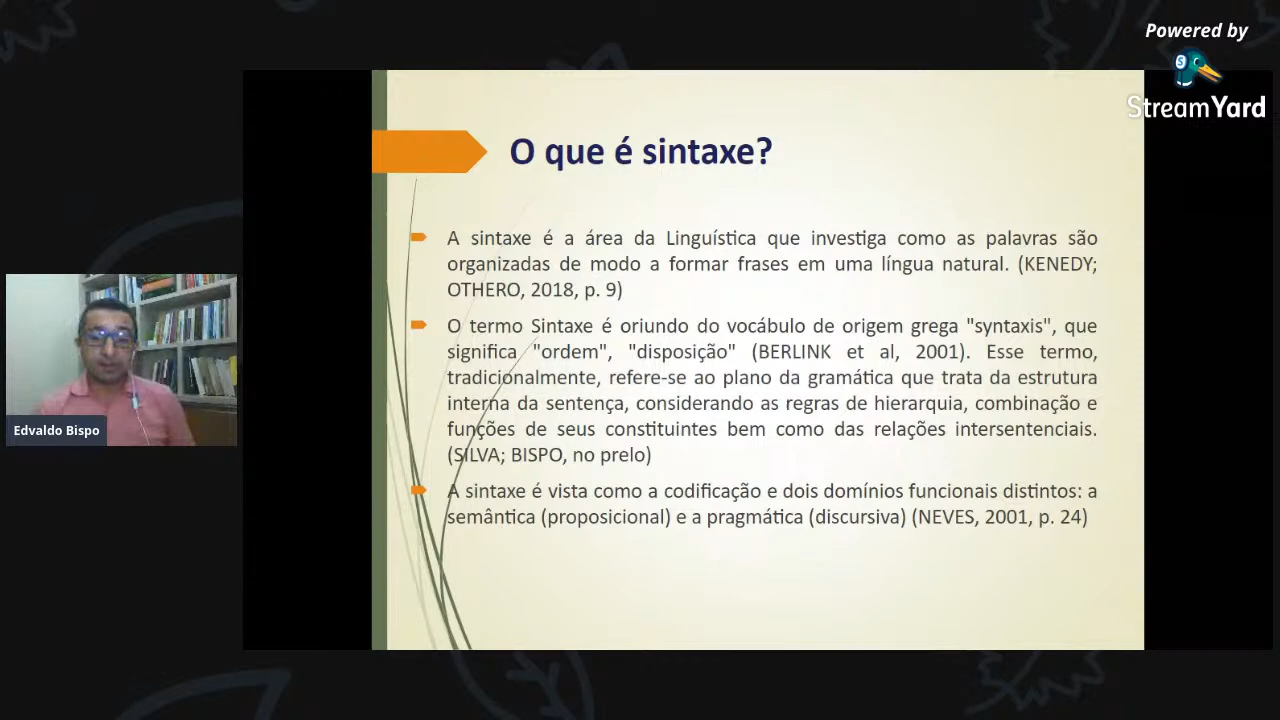 Powered by
StreamYard
O que é sintaxe?
A sintaxe é a área da Linguística que investiga como as palavras são
organizadas de modo a formar frases em uma língua natural. (KENEDY;
OTHERO, 2018, p. 9)
O termo Sintaxe é oriundo do vocábulo de origem grega "syntaxis", que
significa "ordem", "disposição" (BERLINK et al, 2001). Esse termo,
tradicionalmente, refere-se ao plano da gramática que trata da estrutura
interna da sentença, considerando as regras de hierarquia, combinação e
funções de seus constituintes bem como das relações intersentenciais.
(SILVA; BISPO, no prelo)
A sintaxe é vista como a codificação e dois domínios funcionais distintos: a
semântica (proposicional) e a pragmática (discursiva) (NEVES, 2001, p. 24)
Edvaldo Bispo